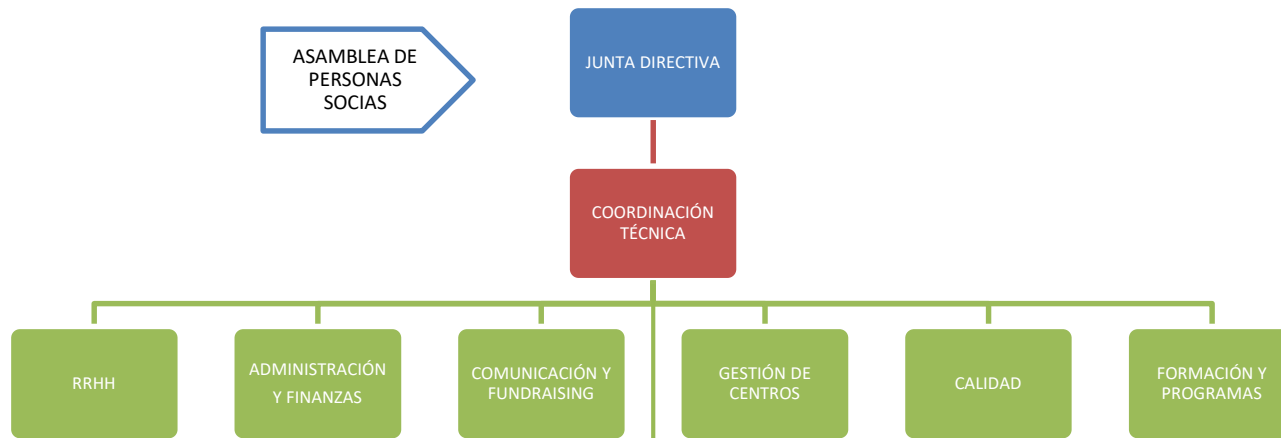 ASAMBLEA DE
PERSONAS
SOCIAS
JUNTA DIRECTIVA
COORDINACIÓN
TÉCNICA
RRHH
ADMINISTRACIÓN
Y FINANZAS
COMUNICACIÓN Y
FUNDRAISING
GESTIÓN DE
CENTROS
CALIDAD
FORMACIÓN Y
PROGRAMAS